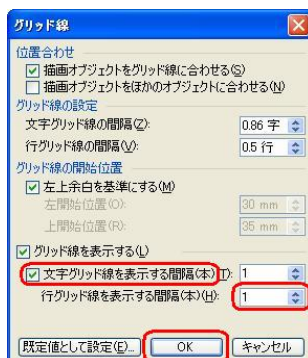 グリッド線
位置合わせ
描画オブジェクトをグリッド線に合わせる(S)
描画オブジェクトをほかのオブジェクトに合わせる(N)
グリッド線の設定
文字グリッド線の間隔(Z): 0.86 字
行グリッド線の間隔(V): 0.5 行
グリッド線の開始位置
左上余白を基準にする(M)
左開始位置(O): 30 mm
上開始位置(R): 35 mm
グリッド線を表示する(L)
文字グリッド線を表示する間隔(本)(T): 1
行グリッド線を表示する間隔(本)(H): 1
既定値として設定(E)... OK キャンセル